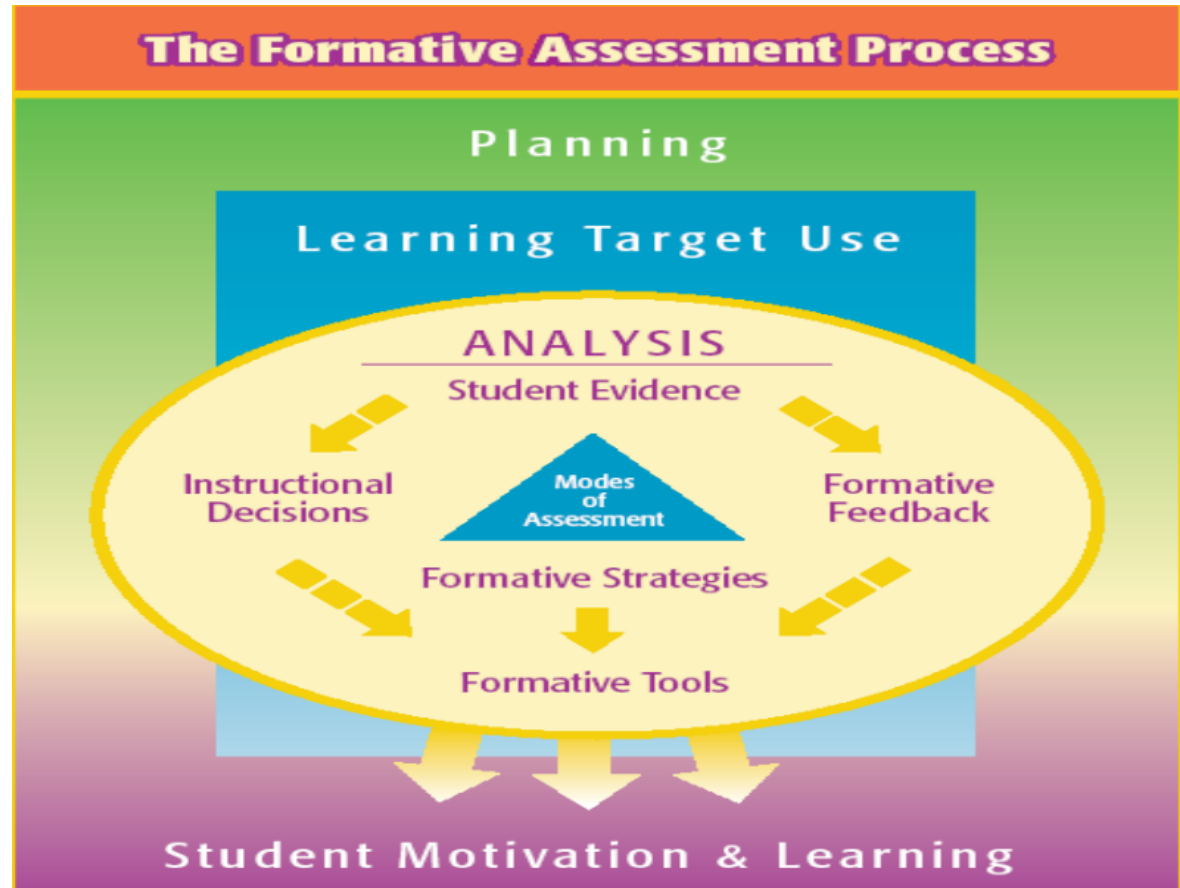 The Formative Assessment Process
Planning
Learning Target Use
ANALYSIS
Student Evidence
Instructional
Decisions
Modes
of
Assessment
Formative
Feedback
Formative Strategies
Formative Tools
Student Motivation & Learning